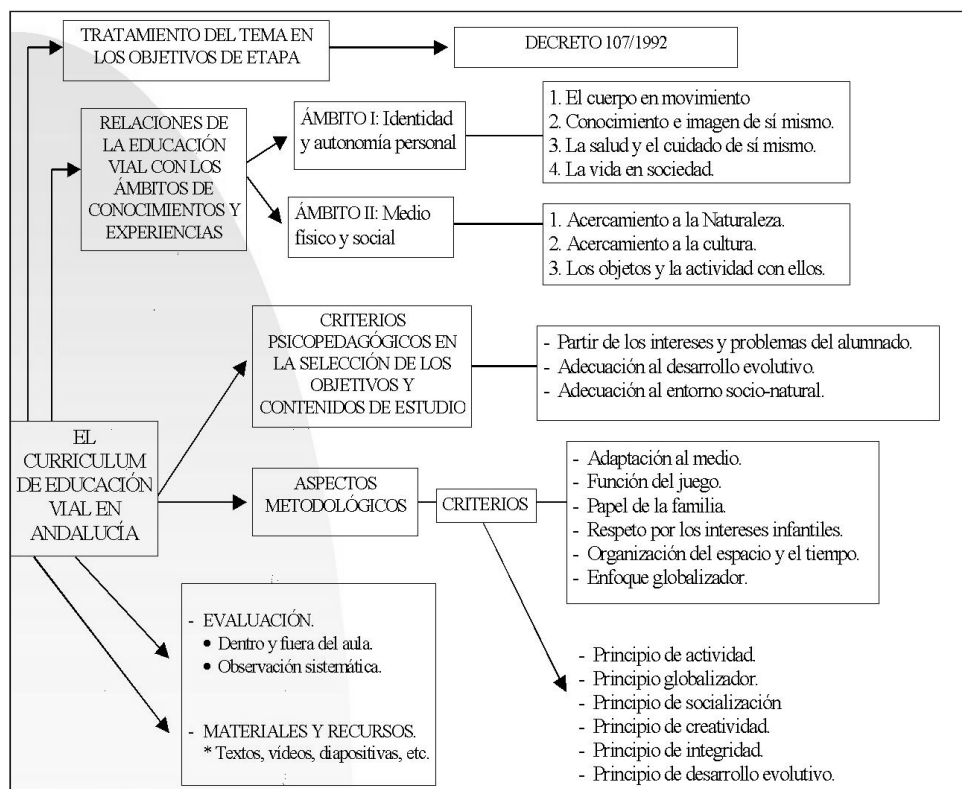 TRATAMIENTO DEL TEMA EN
LOS OBJETIVOS DE ETAPA
DECRETO 107/1992
RELACIONES DE
LA EDUCACIÓN
VIAL CON LOS
ÁMBITOS DE
CONOCIMIENTOS Y
EXPERIENCIAS
ÁMBITO I: Identidad
y autonomía personal
1. El cuerpo en movimiento
2. Conocimiento e imagen de sí mismo.
3. La salud y el cuidado de sí mismo.
4. La vida en sociedad.
ÁMBITO II: Medio
físico y social
1. Acercamiento a la Naturaleza.
2. Acercamiento a la cultura.
3. Los objetos y la actividad con ellos.
CRITERIOS
PSICOPEDAGÓGICOS EN
LA SELECCIÓN DE LOS
OBJETIVOS Y
CONTENIDOS DE ESTUDIO
- Partir de los intereses y problemas del alumnado.
- Adecuación al desarrollo evolutivo.
- Adecuación al entorno socio-natural.
EL
CURRICULUM
DE EDUCACIÓN
VIAL EN
ANDALUCÍA
ASPECTOS
METODOLÓGICOS
CRITERIOS
- Adaptación al medio.
- Función del juego.
- Papel de la familia.
- Respeto por los intereses infantiles.
- Organización del espacio y el tiempo.
- Enfoque globalizador.
- EVALUACIÓN.
• Dentro y fuera del aula.
• Observación sistemática.
- MATERIALES Y RECURSOS.
* Textos, vídeos, diapositivas, etc.
- Principio de actividad.
- Principio globalizador.
- Principio de socialización
- Principio de creatividad.
- Principio de integridad.
- Principio de desarrollo evolutivo.